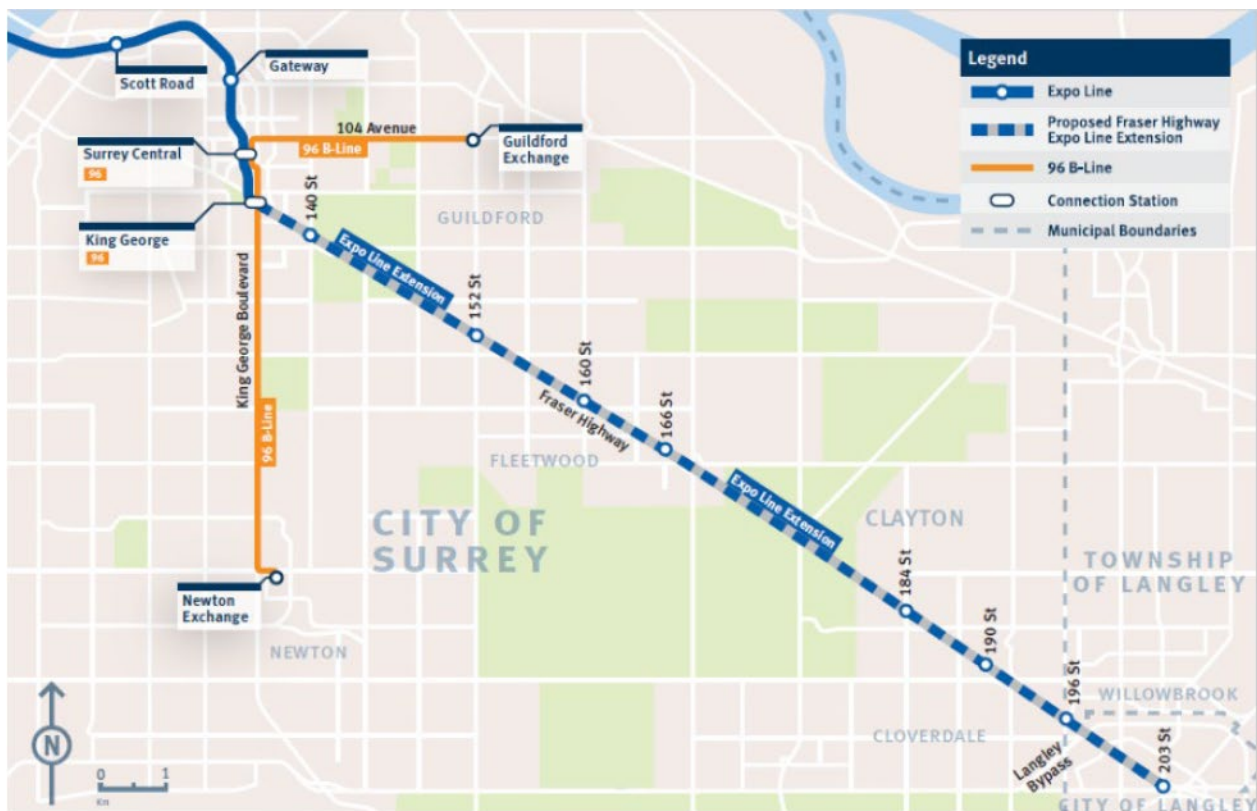 Scott Road
Gateway
Surrey Central
96
King George
96
104 Avenue
96 B-Line
Guildford
Exchange
Legend
Expo Line
Proposed Fraser Highway
Expo Line Extension
96 B-Line
Connection Station
Municipal Boundaries
140 St
GUILDFORD
Expo Line Extension
152 St
King George Boulevard
96 B-Line
160 St
Fraser Highway
166 St
FLEETWOOD
Expo Line Extension
CITY OF
SURREY
CLAYTON
TOWNSHIP
OF LANGLEY
Newton
Exchange
NEWTON
184 St
190 St
196 St
WILLOWBROOK
CLOVERDALE
Langley
Bypass
203 St
CITY OF LANGLEY
N
0 1
Km